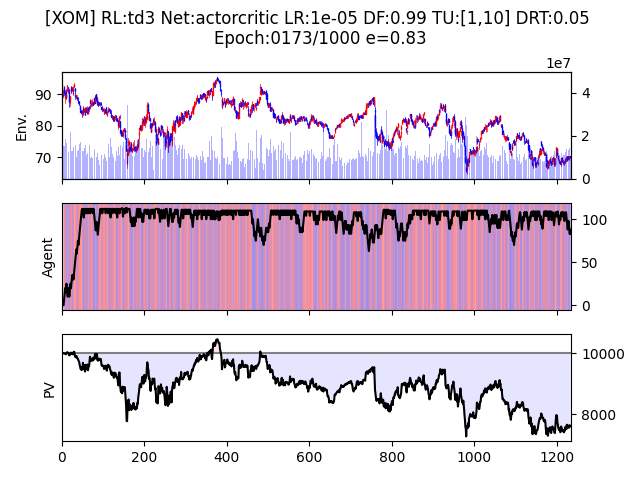 [XOM] RL:td3 Net:actorcritic LR:1e-05 DF:0.99 TU:[1,10] DRT:0.05
Epoch:0173/1000 e=0.83
1e7
90
80
70
Env.
4
2
0
Agent
100
50
0
PV
10000
8000
0 200 400 600 800 1000 1200